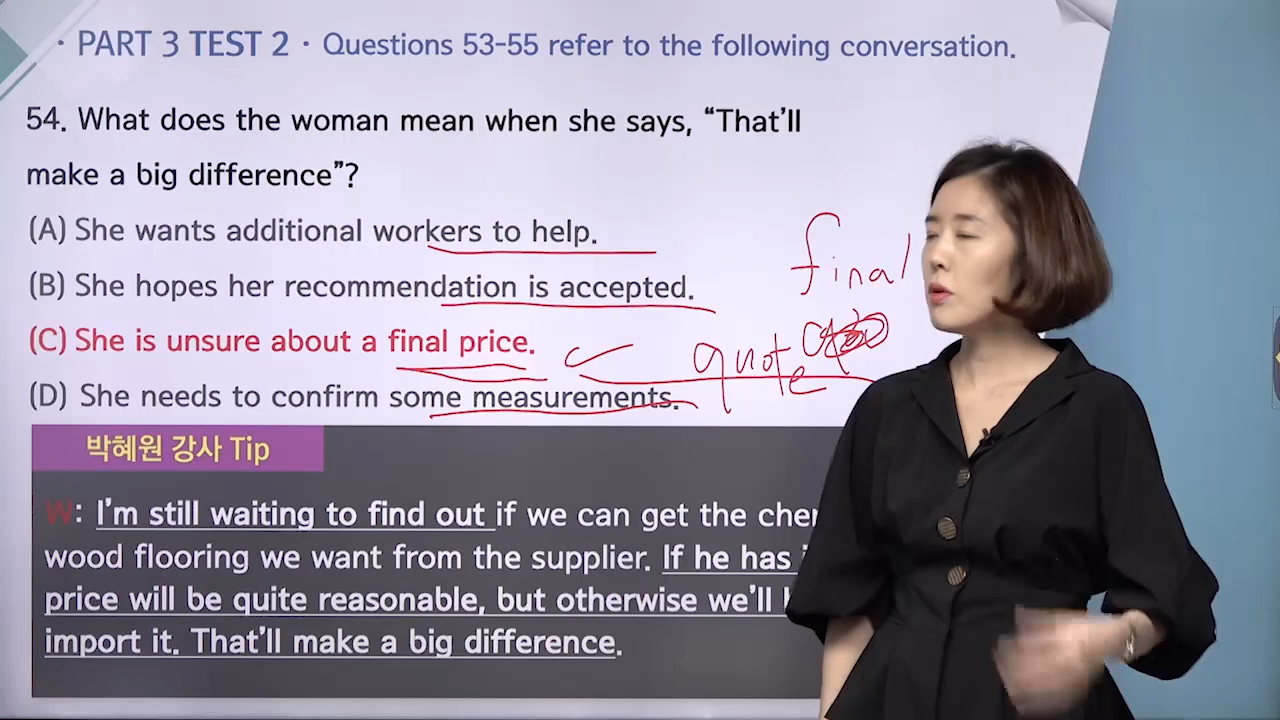 · PART 3 TEST 2 · Questions 53-55 refer to the following conversation.
54. What does the woman mean when she says, “That’ll
make a big difference”?
(A) She wants additional workers to help.
(B) She hopes her recommendation is accepted.
(C) She is unsure about a final price.
(D) She needs to confirm some measurements.
final
quote
박혜원 강사 Tip
W: I’m still waiting to find out if we can get the
wood flooring we want from the supplier. If he has
price will be quite reasonable, but otherwise we’ll
import it. That’ll make a big difference.